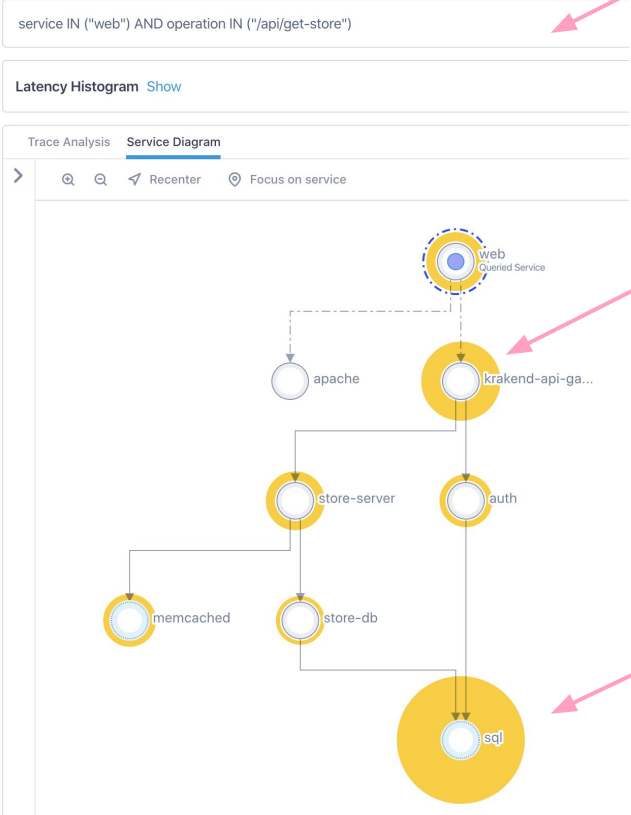 service IN ("web") AND operation IN ("/api/get-store")
Latency Histogram Show
Trace Analysis Service Diagram
Recenter Focus on service
web
Queried Service
apache
krakend-api-ga...
store-server
auth
memcached
store-db
sql